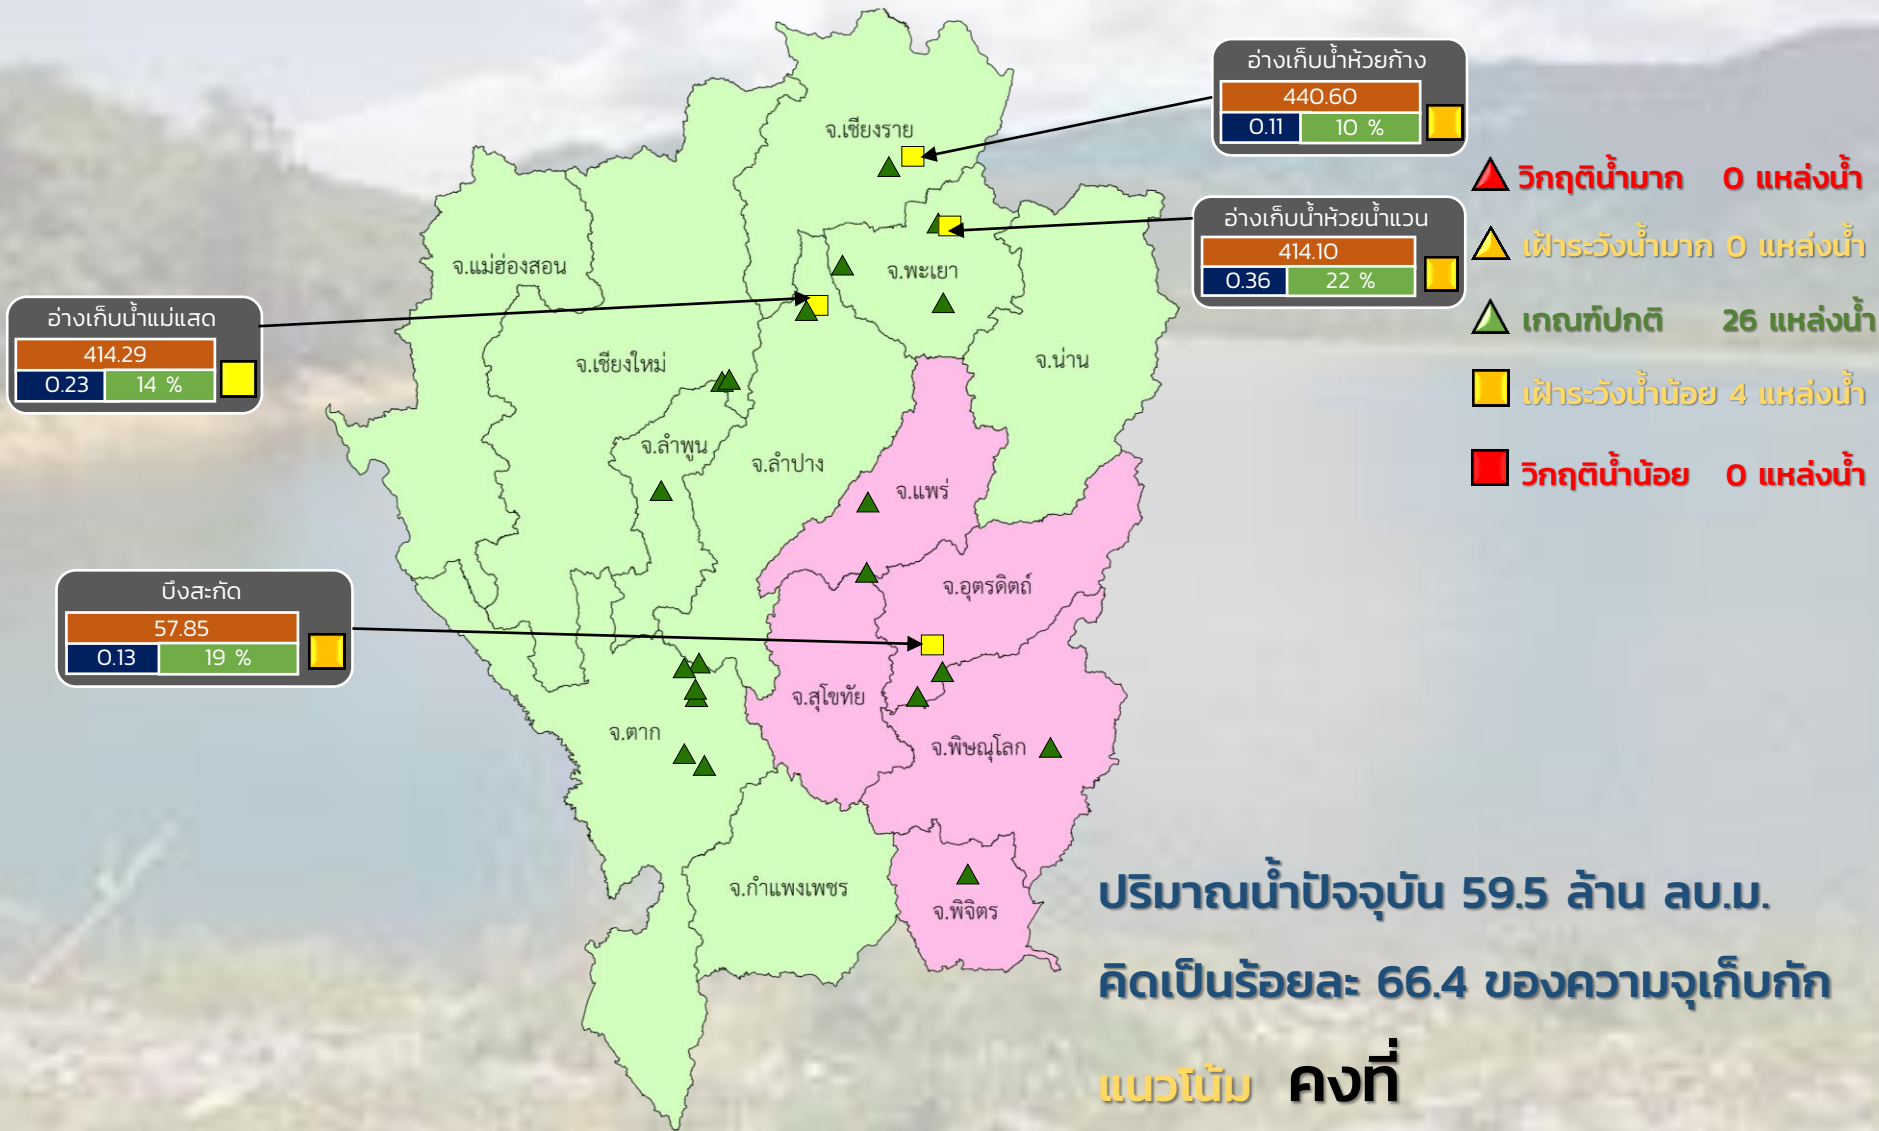 อ่างเก็บน้ำห้วยก้าง
440.60
0.11 10 %
จ.เชียงราย
วิกฤติน้ำมาก 0 แหล่งน้ำ
อ่างเก็บน้ำห้วยน้ำแวน
414.10
0.36 22 %
เฝ้าระวังน้ำมาก 0 แหล่งน้ำ
จ.แม่ฮ่องสอน
จ.พะเยา
อ่างเก็บน้ำแม่แสด
414.29
0.23 14 %
เกณฑ์ปกติ 26 แหล่งน้ำ
จ.เชียงใหม่
จ.น่าน
เฝ้าระวังน้ำน้อย 4 แหล่งน้ำ
จ.ลำพูน
จ.ลำปาง
วิกฤติน้ำน้อย 0 แหล่งน้ำ
จ.แพร่
บึงสะกัด
57.85
0.13 19 %
จ.อุตรดิตถ์
จ.สุโขทัย
จ.ตาก
จ.พิษณุโลก
จ.กำแพงเพชร
จ.พิจิตร
ปริมาณน้ำปัจจุบัน 59.5 ล้าน ลบ.ม.
คิดเป็นร้อยละ 66.4 ของความจุเก็บกัก
แนวโน้ม คงที่